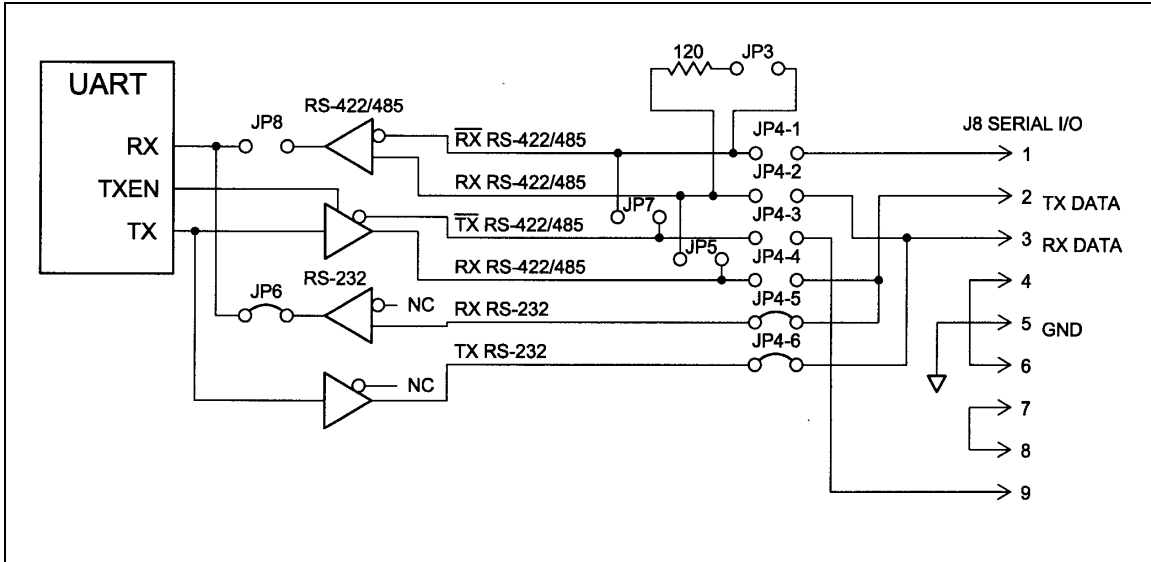 120 JP3
UART
RS-422/485
JP8
RX
RX RS-422/485
JP4-1
J8 SERIAL I/O
1
JP4-2
TXEN
RX RS-422/485
2 TX DATA
JP7
JP4-3
TX
TX RS-422/485
3 RX DATA
JP5
JP4-4
RX RS-422/485
4
RS-232
JP6
NC
JP4-5
RX RS-232
5 GND
JP4-6
TX RS-232
6
NC
7
8
9